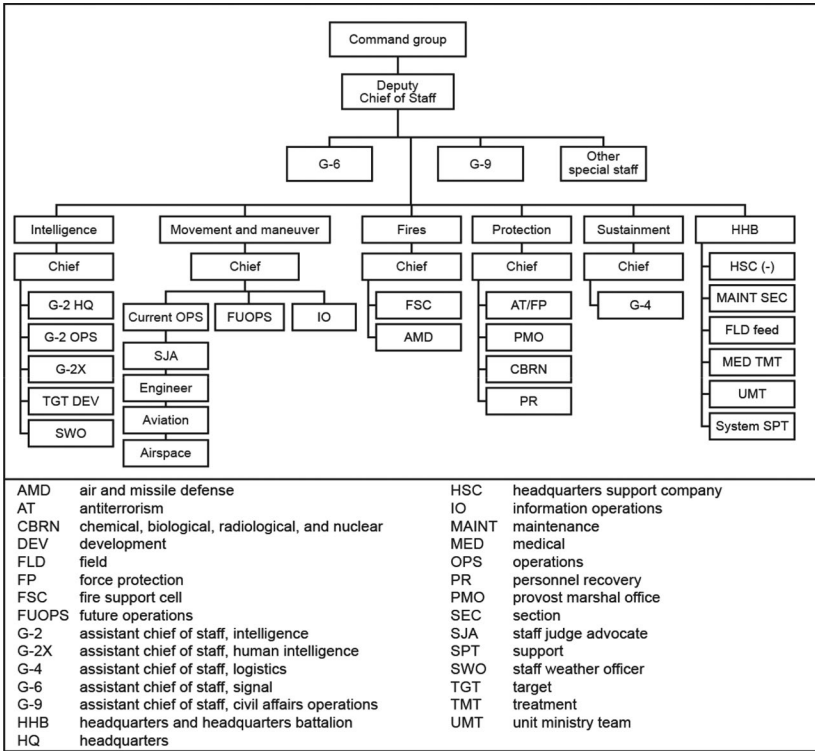 Command group
Deputy
Chief of Staff
G-6
G-9
Other
special staff
Intelligence
Movement and maneuver
Fires
Protection
Sustainment
HHB
Chief
Chief
Chief
Chief
Chief
HSC (-)
G-2 HQ
Current OPS
FUOPS
IO
FSC
AT/FP
G-4
MAINT SEC
G-2 OPS
SJA
AMD
PMO
FLD feed
G-2X
Engineer
CBRN
MED TMT
TGT DEV
Aviation
PR
UMT
SWO
Airspace
System SPT
AMD air and missile defense
AT antiterrorism
CBRN chemical, biological, radiological, and nuclear
DEV development
FLD field
FP force protection
FSC fire support cell
FUOPS future operations
G-2 assistant chief of staff, intelligence
G-2X assistant chief of staff, human intelligence
G-4 assistant chief of staff, logistics
G-6 assistant chief of staff, signal
G-9 assistant chief of staff, civil affairs operations
HHB headquarters and headquarters battalion
HQ headquarters
HSC headquarters support company
IO information operations
MAINT maintenance
MED medical
OPS operations
PR personnel recovery
PMO provost marshal office
SEC section
SJA staff judge advocate
SPT support
SWO staff weather officer
TGT target
TMT treatment
UMT unit ministry team